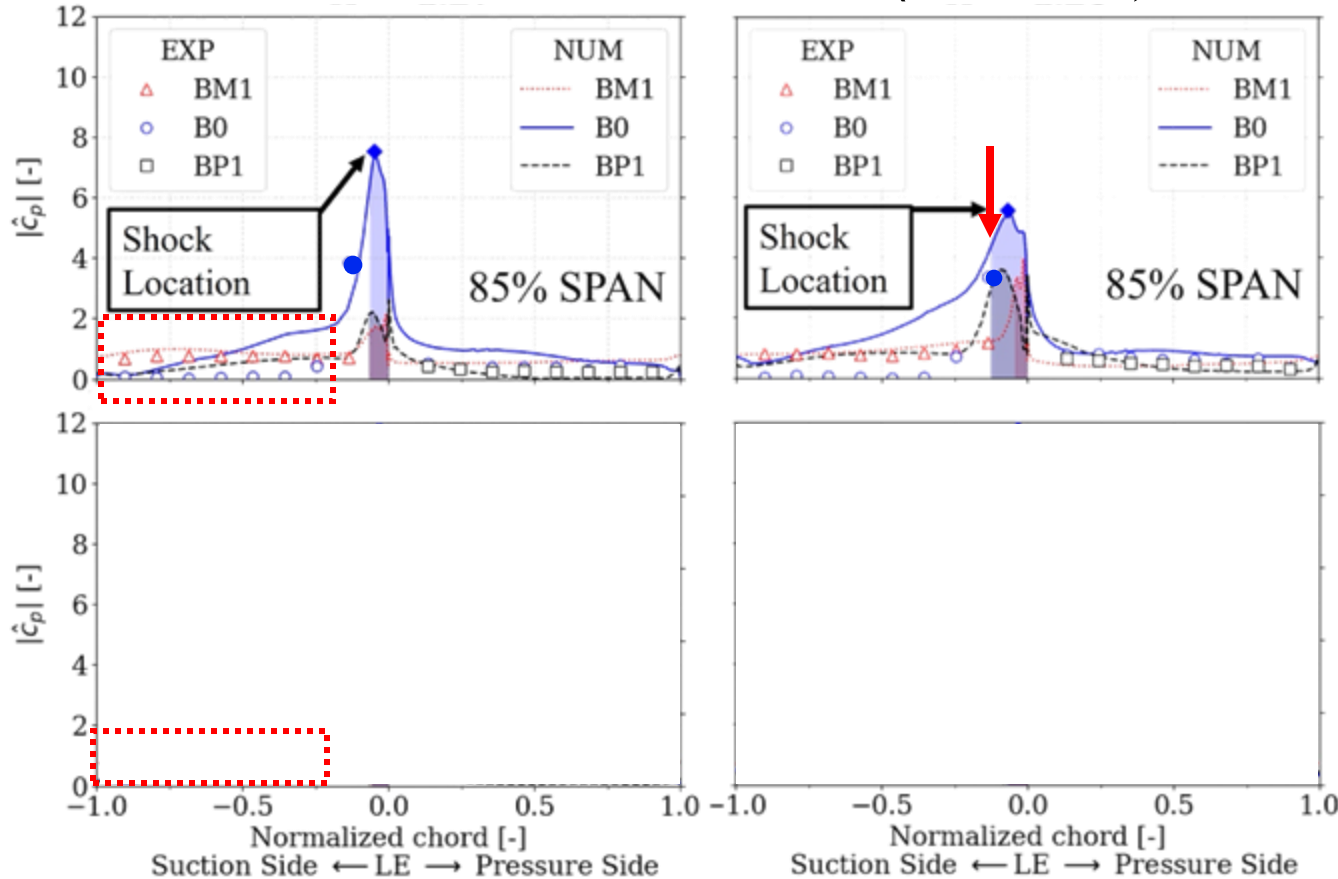 12
10
8
6
4
2
0
|ĉₚ| [-]
EXP
BM1
B0
BP1
NUM
BM1
B0
BP1
Shock
Location
85% SPAN
EXP
BM1
B0
BP1
NUM
BM1
B0
BP1
Shock
Location
85% SPAN
12
10
8
6
4
2
0
|ĉₚ| [-]
−1.0 −0.5 0.0 0.5 1.0
Normalized chord [-]
Suction Side ⟵ LE ⟶ Pressure Side
−1.0 −0.5 0.0 0.5 1.0
Normalized chord [-]
Suction Side ⟵ LE ⟶ Pressure Side